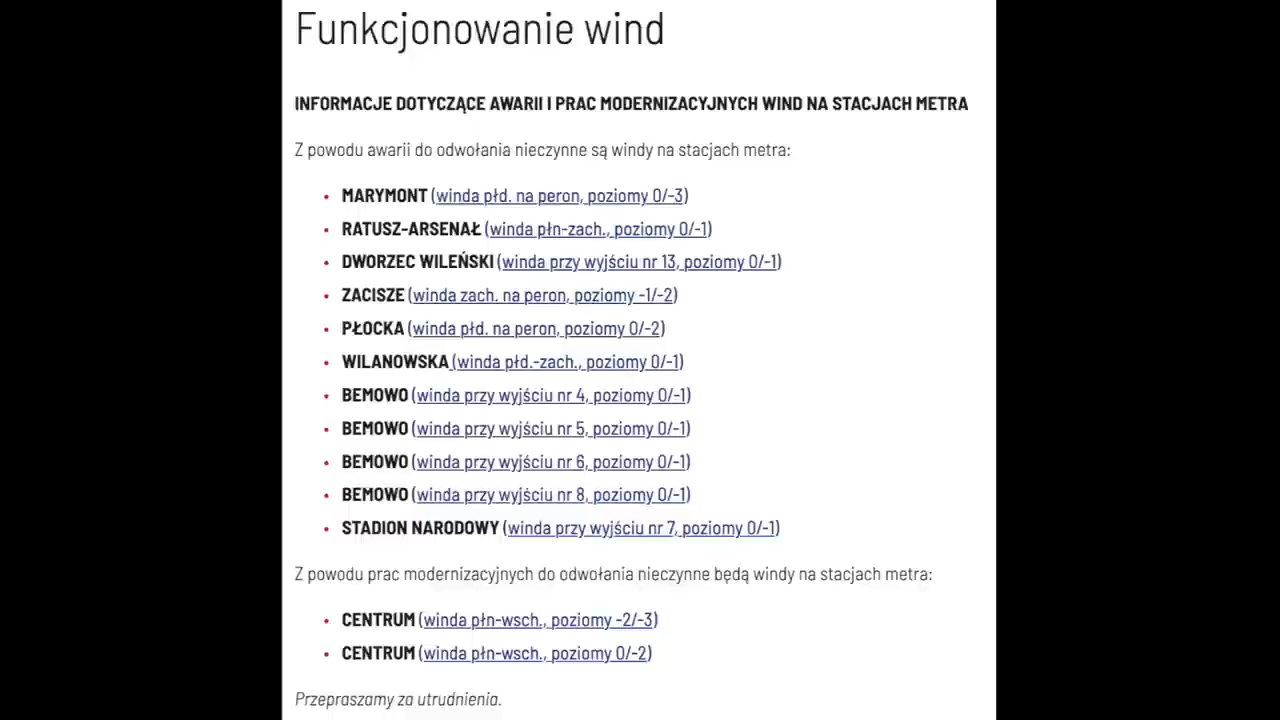 Funkcjonowanie wind
INFORMACJE DOTYCZĄCE AWARII I PRAC MODERNIZACYJNYCH WIND NA STACJACH METRA
Z powodu awarii do odwołania nieczynne są windy na stacjach metra:
• MARYMONT (winda płd. na peron, poziomy 0/-3)
• RATUSZ-ARSENAŁ (winda płn-zach., poziomy 0/-1)
• DWORZEC WILEŃSKI (winda przy wyjściu nr 13, poziomy 0/-1)
• ZACISZE (winda zach. na peron, poziomy -1/-2)
• PŁOCKA (winda płd. na peron, poziomy 0/-2)
• WILANOWSKA (winda płd.-zach., poziomy 0/-1)
• BEMOWO (winda przy wyjściu nr 4, poziomy 0/-1)
• BEMOWO (winda przy wyjściu nr 5, poziomy 0/-1)
• BEMOWO (winda przy wyjściu nr 6, poziomy 0/-1)
• BEMOWO (winda przy wyjściu nr 8, poziomy 0/-1)
• STADION NARODOWY (winda przy wyjściu nr 7, poziomy 0/-1)
Z powodu prac modernizacyjnych do odwołania nieczynne będą windy na stacjach metra:
• CENTRUM (winda płn-wsch., poziomy -2/-3)
• CENTRUM (winda płn-wsch., poziomy 0/-2)
Przepraszamy za utrudnienia.